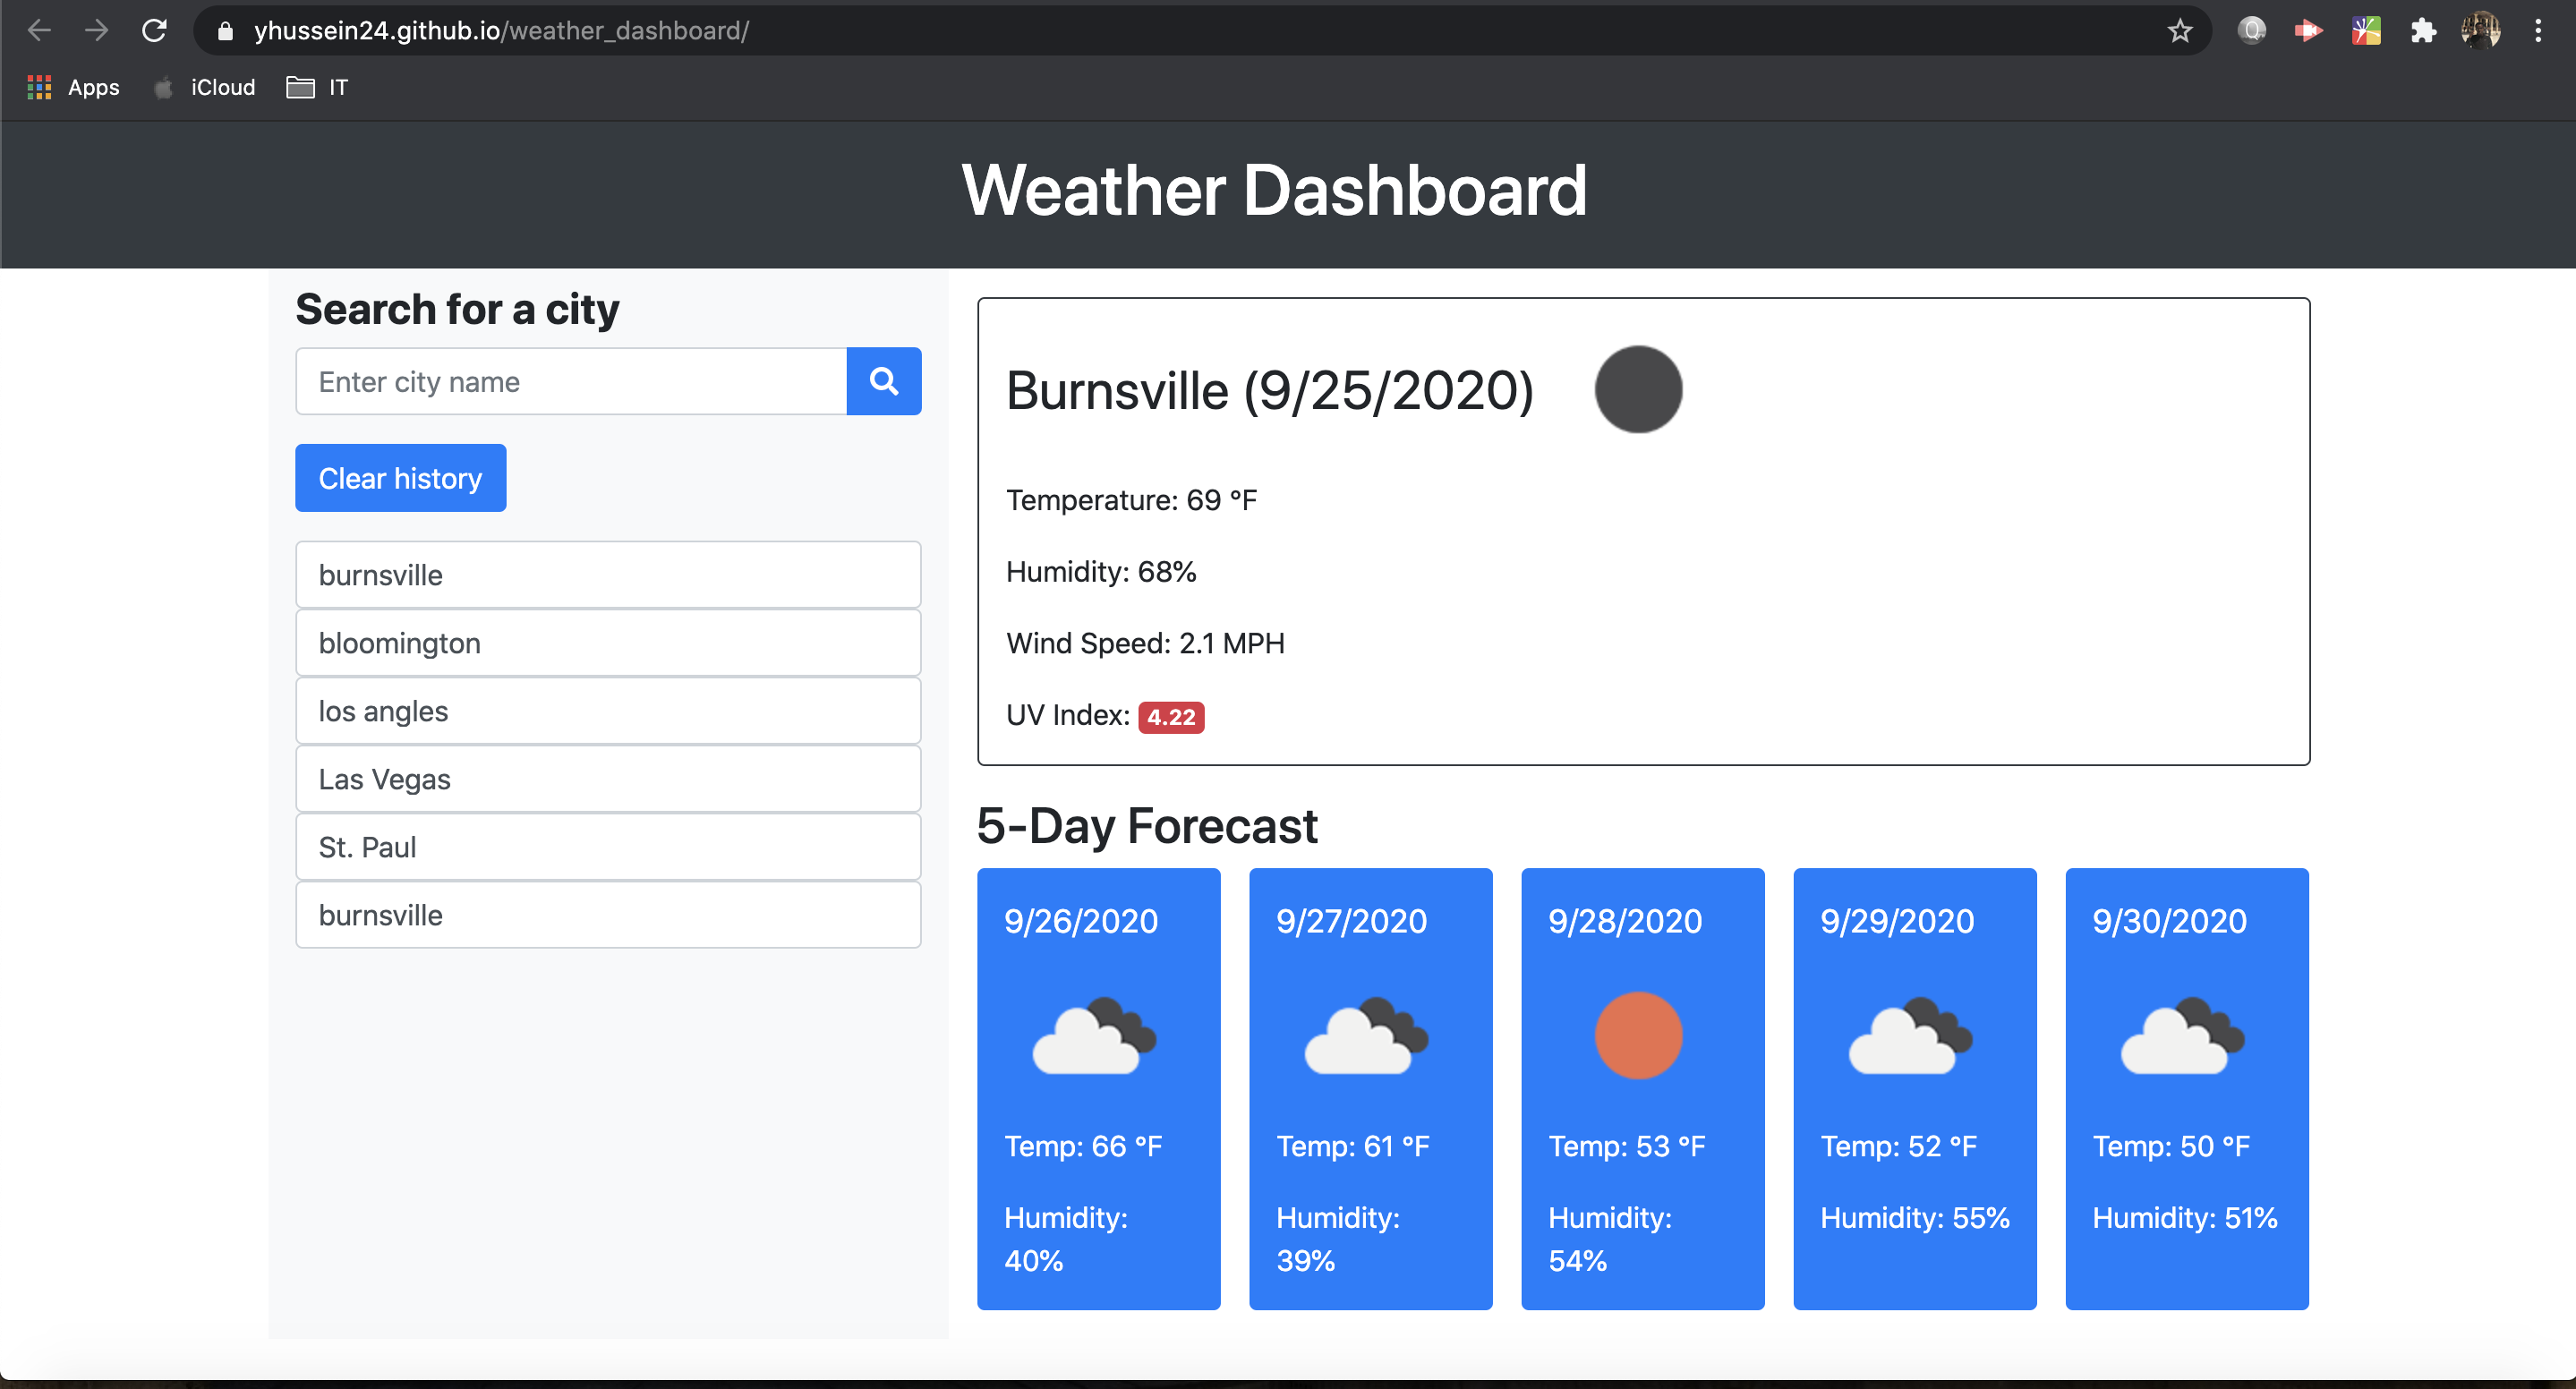 yhussein24.github.io/weather_dashboard/
Apps
iCloud
IT
Weather Dashboard
Search for a city
Enter city name
Clear history
burnsville
bloomington
los angles
Las Vegas
St. Paul
burnsville
Burnsville (9/25/2020)
Temperature: 69 °F
Humidity: 68%
Wind Speed: 2.1 MPH
UV Index: 4.22
5-Day Forecast
9/26/2020
Temp: 66 °F
Humidity:
40%
9/27/2020
Temp: 61 °F
Humidity:
39%
9/28/2020
Temp: 53 °F
Humidity:
54%
9/29/2020
Temp: 52 °F
Humidity: 55%
9/30/2020
Temp: 50 °F
Humidity: 51%